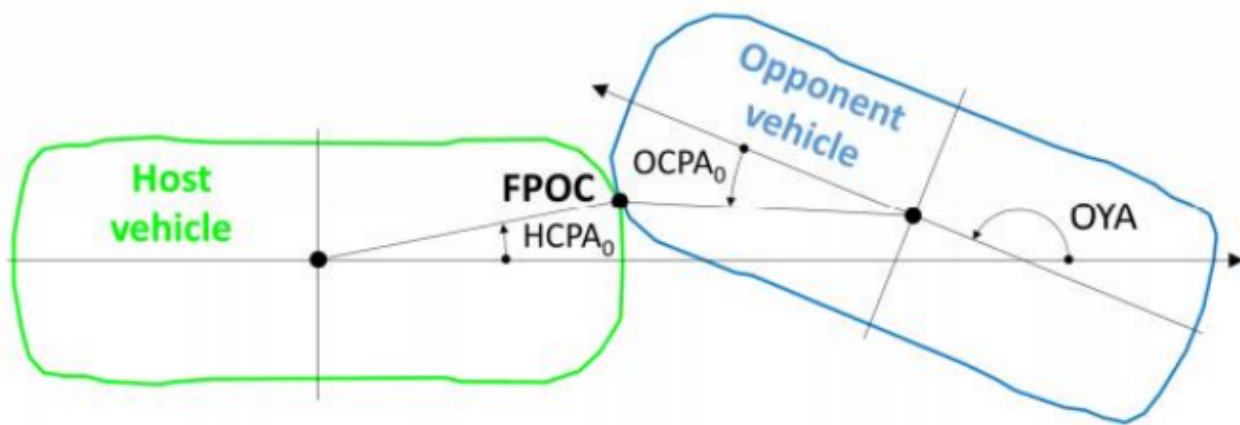 Opponent
vehicle
Host
vehicle
FPOC
OCPA₀
HCPA₀
OYA